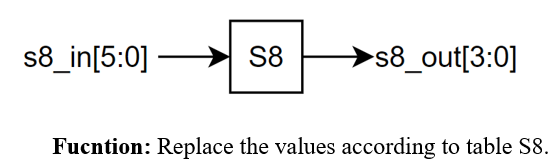 s8_in[5:0] S8 s8_out[3:0]
Fucntion: Replace the values according to table S8.